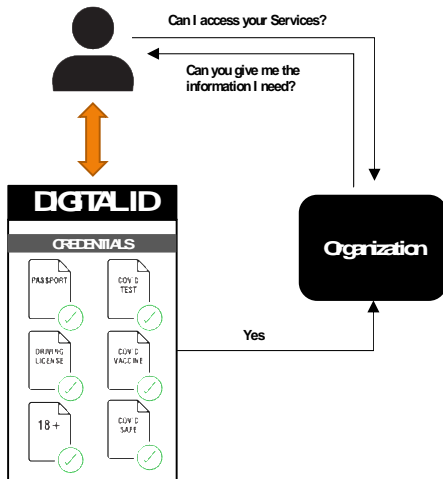 Can I access your Services?
Can you give me the
information I need?
DIGITAL ID
CREDENTIALS
Organization
PASSPORT
COVID
TEST
DRIVING
LICENSE
COVID
VACCINE
Yes
18 +
COVID
SAFE